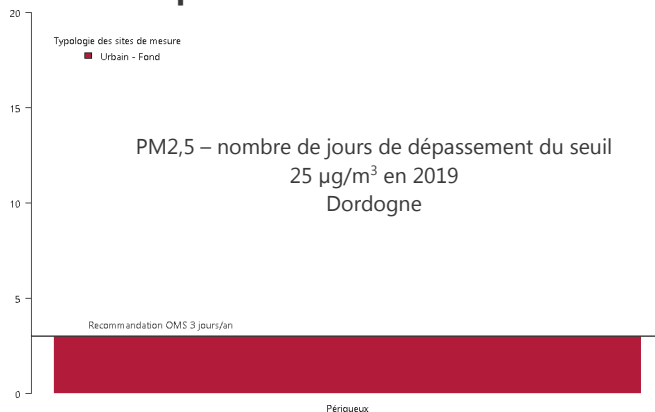 20
Typologie des sites de mesure
Urbain - Fond
15
PM2,5 – nombre de jours de dépassement du seuil
25 µg/m³ en 2019
Dordogne
10
5
Recommandation OMS 3 jours/an
0
Périgueux